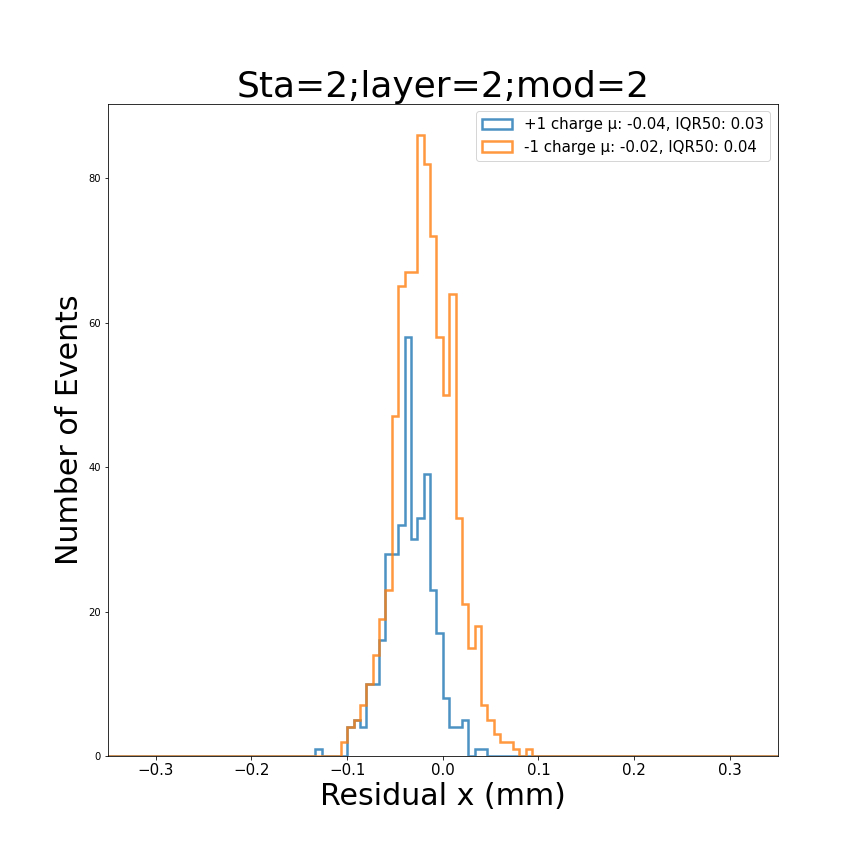 Sta=2;layer=2;mod=2
+1 charge μ: -0.04, IQR50: 0.03
-1 charge μ: -0.02, IQR50: 0.04
Number of Events
80
60
40
20
0
−0.3 −0.2 −0.1 0.0 0.1 0.2 0.3
Residual x (mm)